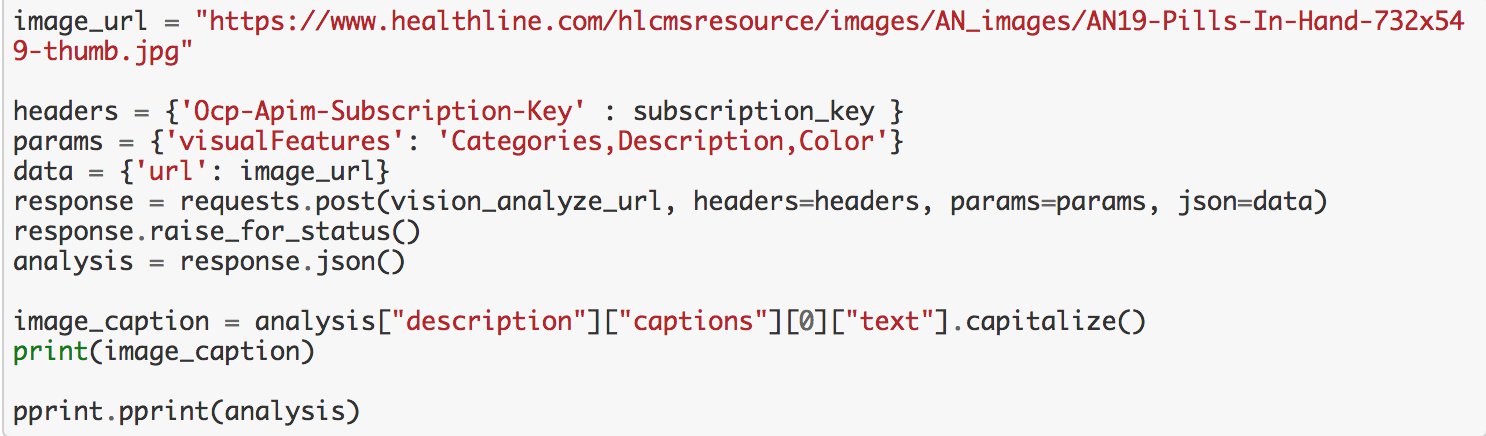 image_url = "https://www.healthline.com/hlcmsresource/images/AN_images/AN19-Pills-In-Hand-732x54
9-thumb.jpg"
headers = {'Ocp-Apim-Subscription-Key' : subscription_key }
params = {'visualFeatures': 'Categories,Description,Color'}
data = {'url': image_url}
response = requests.post(vision_analyze_url, headers=headers, params=params, json=data)
response.raise_for_status()
analysis = response.json()
image_caption = analysis["description"]["captions"][0]["text"].capitalize()
print(image_caption)
pprint.pprint(analysis)